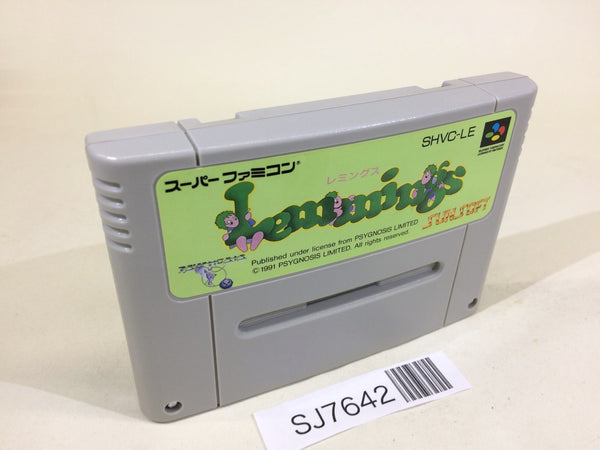 SHVC-LE
スーパーファミコン
レミングス
Lemmings
SUNSOFT
Published under license from PSYGNOSIS LIMITED
© 1991 PSYGNOSIS LIMITED. All rights reserved.
SJ7642